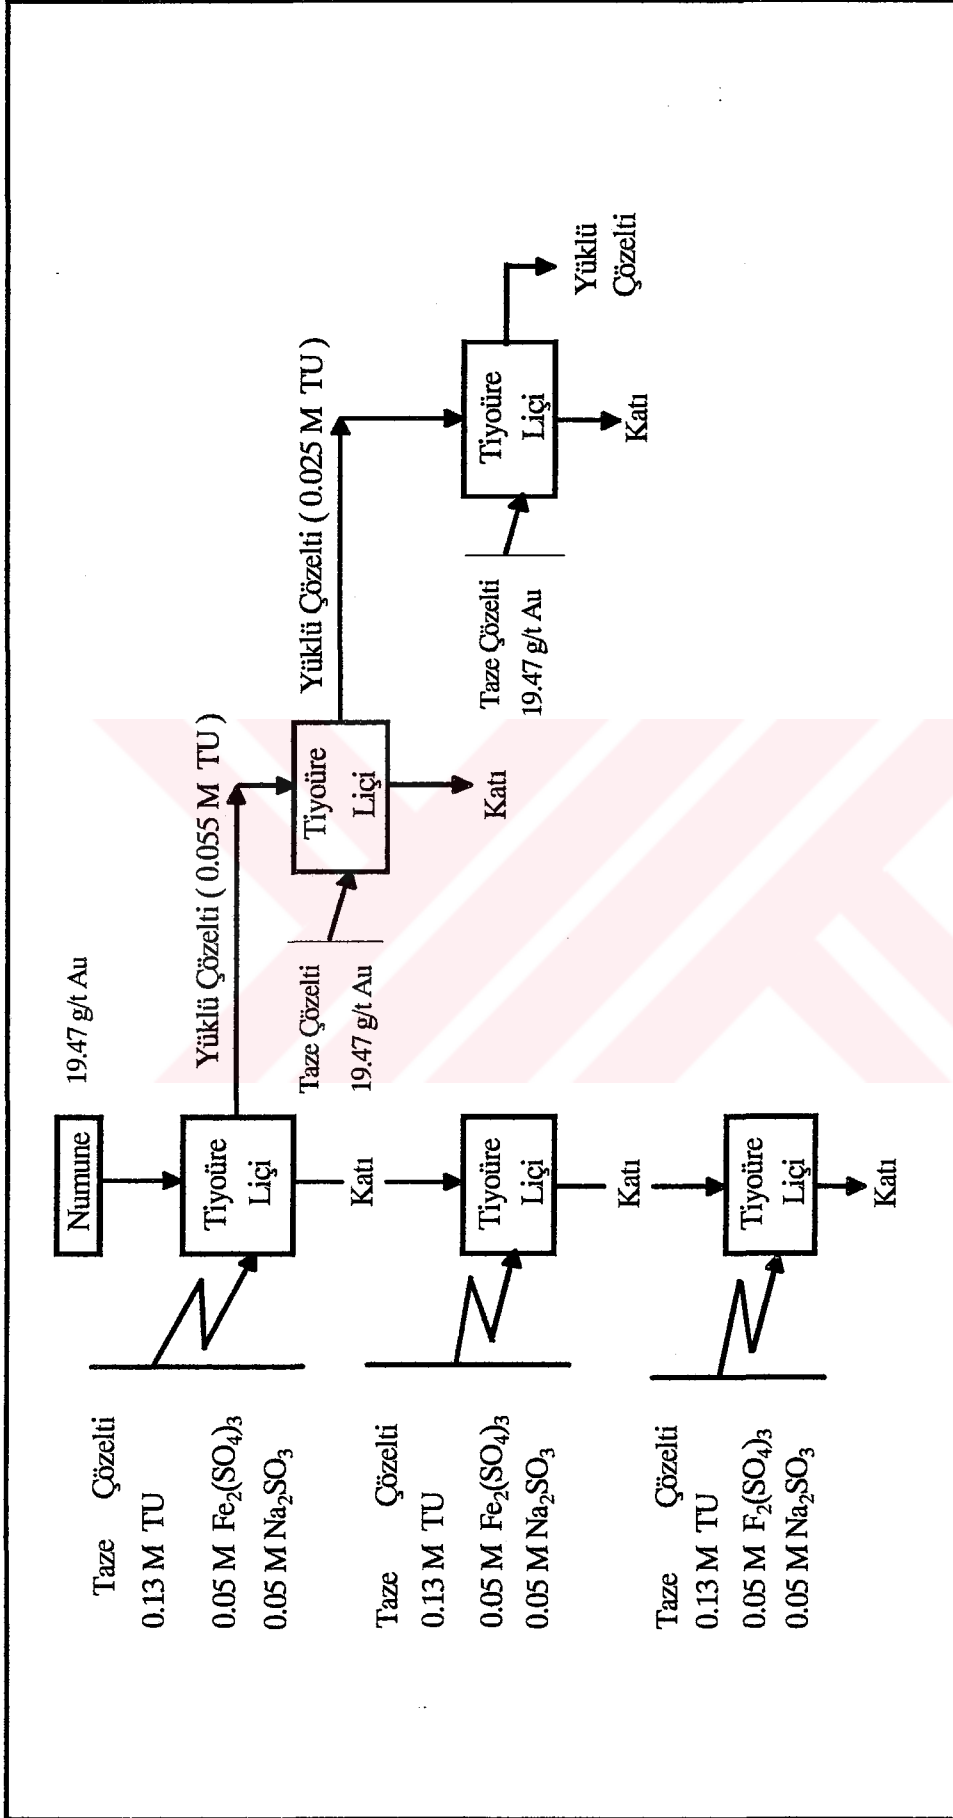 Numune
19.47 g/t Au
Taze Çözelti
0.13 M TU
0.05 M Fe₂(SO₄)₃
0.05 M Na₂SO₃
Tiyoüre
Liçi
Yüklü Çözelti ( 0.055 M TU )
Katı
Taze Çözelti
19.47 g/t Au
Tiyoüre
Liçi
Yüklü Çözelti ( 0.025 M TU )
Katı
Taze Çözelti
19.47 g/t Au
Tiyoüre
Liçi
Yüklü
Çözelti
Katı
Taze Çözelti
0.13 M TU
0.05 M Fe₂(SO₄)₃
0.05 M Na₂SO₃
Tiyoüre
Liçi
Katı
Taze Çözelti
0.13 M TU
0.05 M F₂(SO₄)₃
0.05 M Na₂SO₃
Tiyoüre
Liçi
Katı